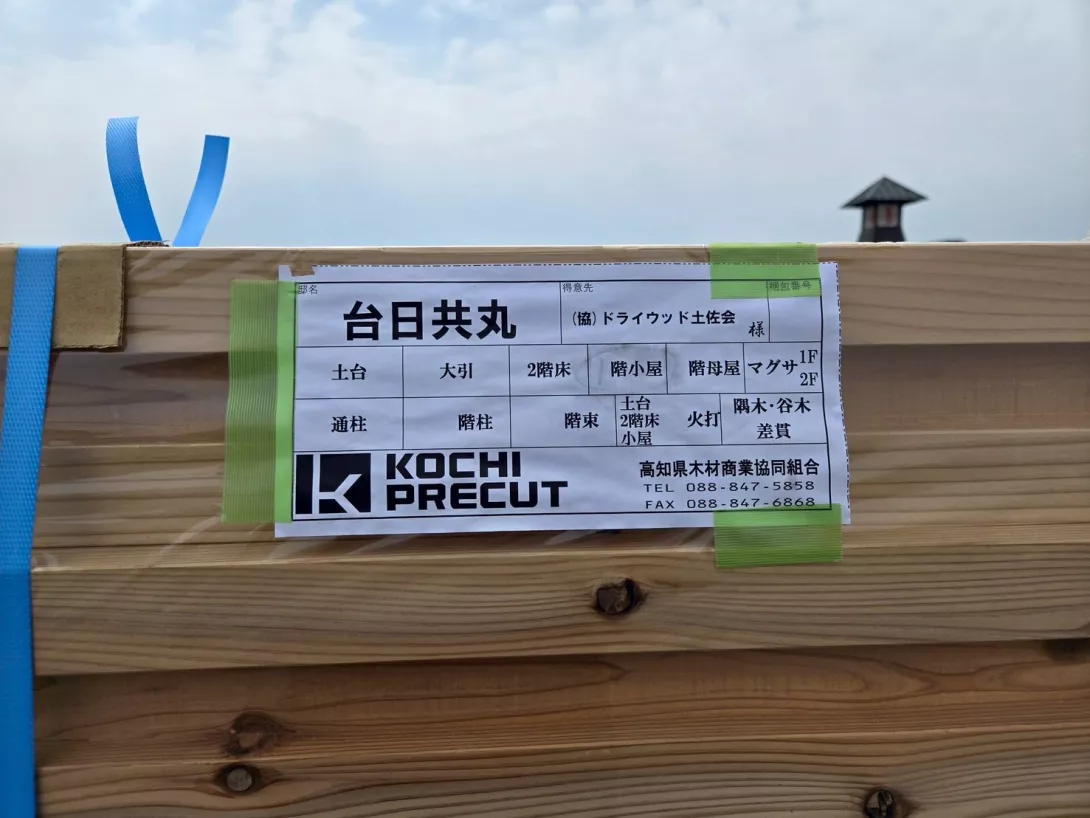 邸名
台日共丸
得意先
(協)ドライウッド土佐会
様
梱包番号
土台 大引 2階床 階小屋 階母屋 マグサ 1F 2F
通柱 階柱 階束 土台 2階床 小屋 火打 隅木・谷木 差貫
KOCHI
PRECUT
高知県木材商業協同組合
TEL 088-847-5858
FAX 088-847-6868